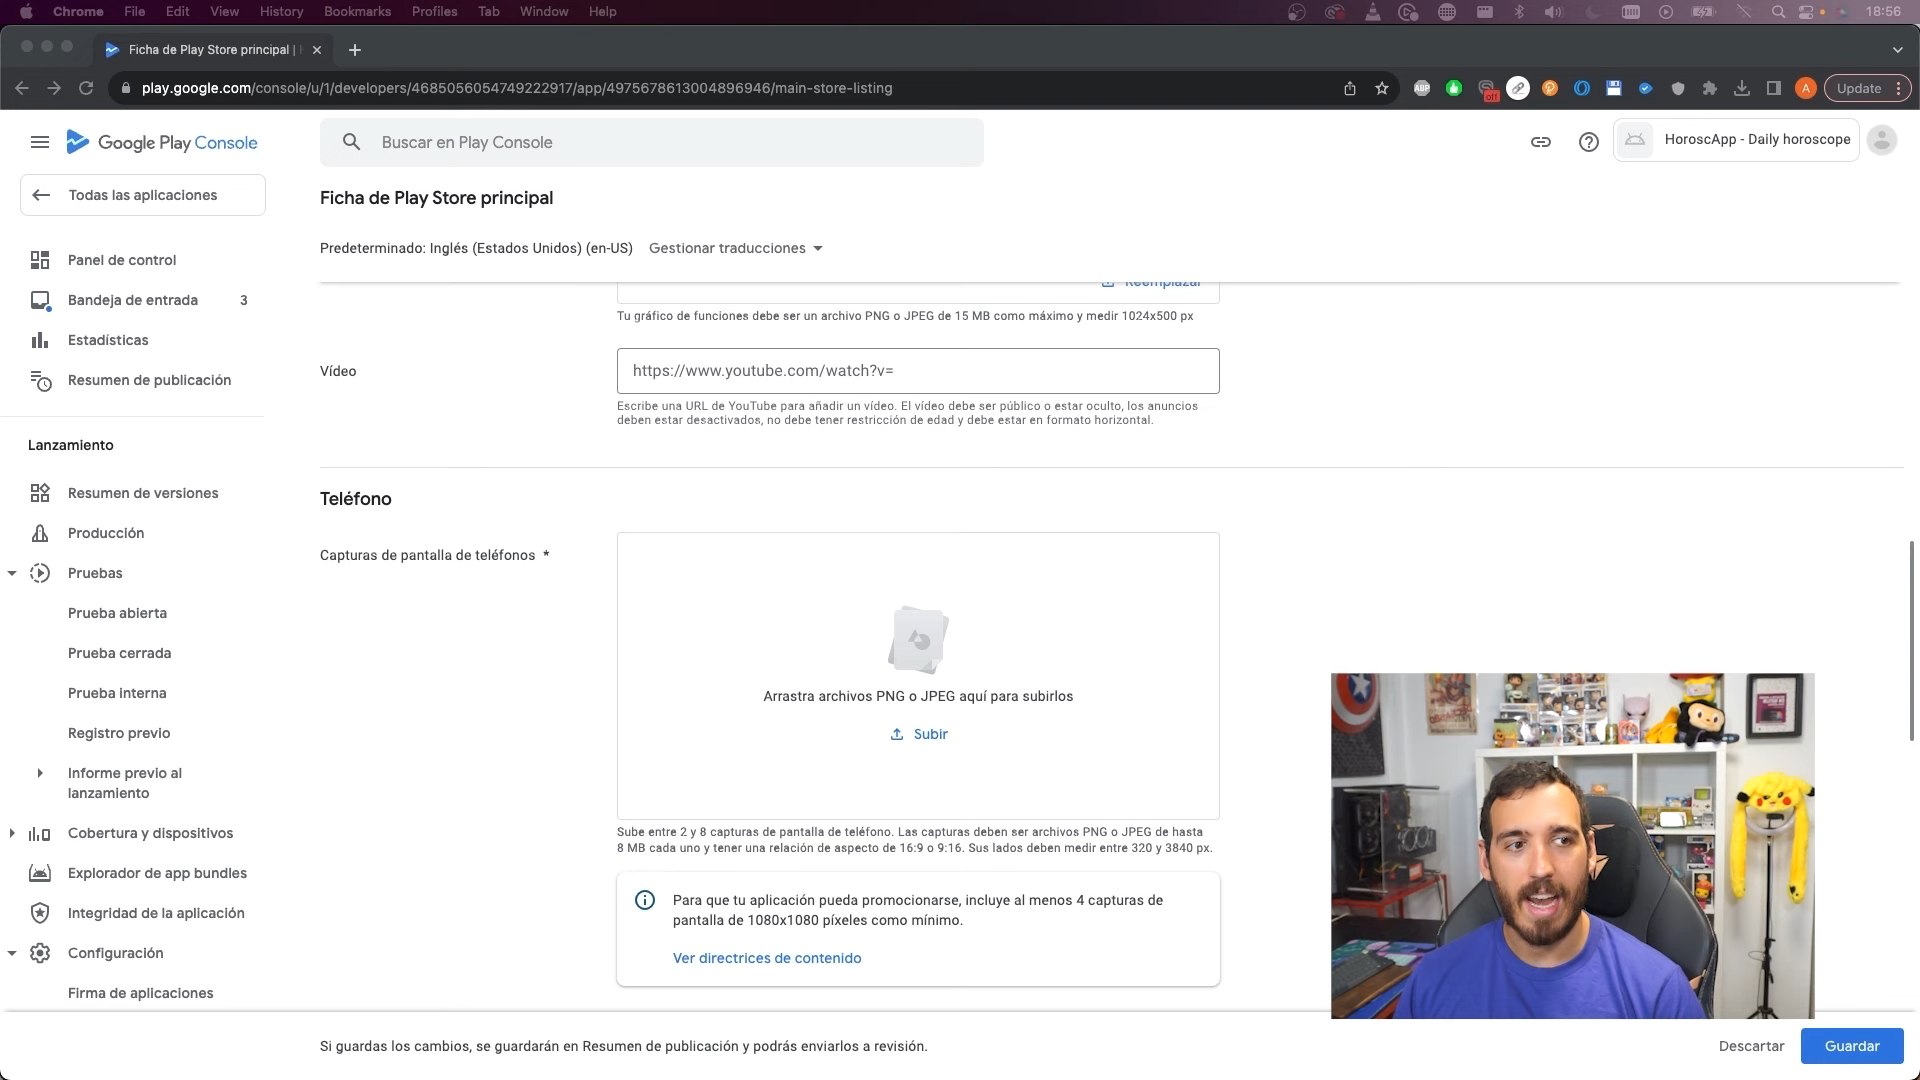 Chrome File Edit View History Bookmarks Profiles Tab Window Help 18:56
Ficha de Play Store principal |
play.google.com/console/u/1/developers/4685056054749222917/app/4975678613004896946/main-store-listing
ABP
off
A
Update
Google Play Console
Buscar en Play Console
HoroscApp - Daily horoscope
Todas las aplicaciones
Ficha de Play Store principal
Predeterminado: Inglés (Estados Unidos) (en-US) Gestionar traducciones
Panel de control
Bandeja de entrada 3
Estadísticas
Resumen de publicación
Lanzamiento
Resumen de versiones
Producción
Pruebas
Prueba abierta
Prueba cerrada
Prueba interna
Registro previo
Informe previo al
lanzamiento
Cobertura y dispositivos
Explorador de app bundles
Integridad de la aplicación
Configuración
Firma de aplicaciones
Reemplazar
Tu gráfico de funciones debe ser un archivo PNG o JPEG de 15 MB como máximo y medir 1024x500 px
Vídeo
https://www.youtube.com/watch?v=
Escribe una URL de YouTube para añadir un vídeo. El vídeo debe ser público o estar oculto, los anuncios
deben estar desactivados, no debe tener restricción de edad y debe estar en formato horizontal.
Teléfono
Capturas de pantalla de teléfonos *
Arrastra archivos PNG o JPEG aquí para subirlos
Subir
Sube entre 2 y 8 capturas de pantalla de teléfono. Las capturas deben ser archivos PNG o JPEG de hasta
8 MB cada uno y tener una relación de aspecto de 16:9 o 9:16. Sus lados deben medir entre 320 y 3840 px.
Para que tu aplicación pueda promocionarse, incluye al menos 4 capturas de
pantalla de 1080x1080 píxeles como mínimo.
Ver directrices de contenido
Si guardas los cambios, se guardarán en Resumen de publicación y podrás enviarlos a revisión.
Descartar
Guardar